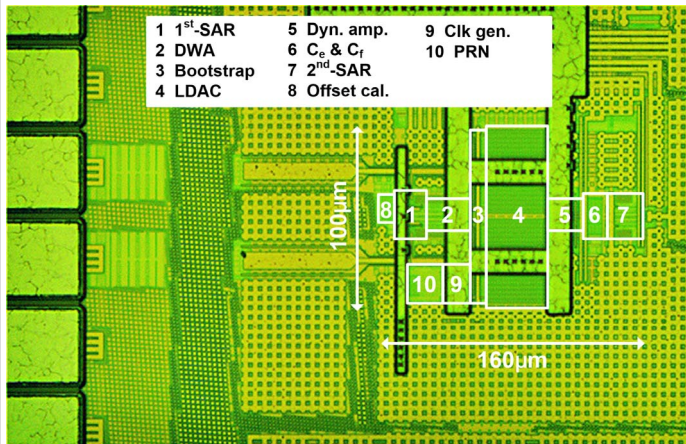 1 1st-SAR 5 Dyn. amp. 9 Clk gen.
2 DWA 6 Ce & Cf 10 PRN
3 Bootstrap 7 2nd-SAR
4 LDAC 8 Offset cal.
100μm
8 1 2 3 4 5 6 7
10 9
160μm